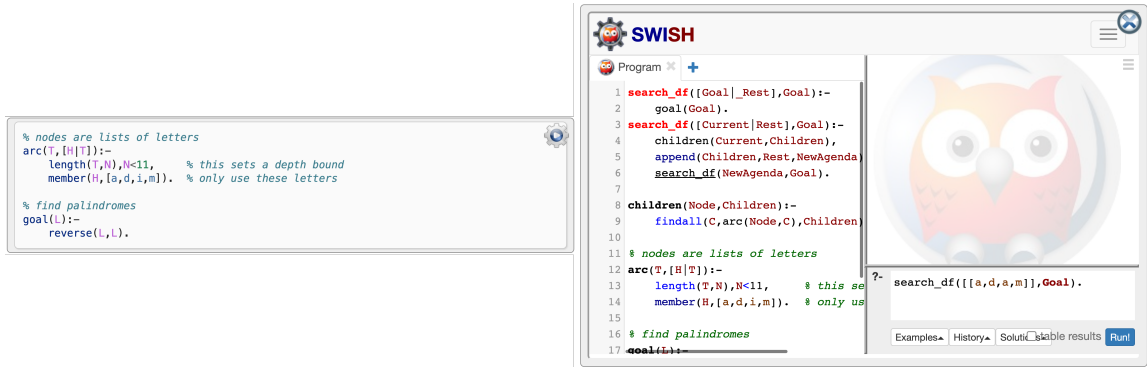 % nodes are lists of letters
arc(T,[H|T]):-
    length(T,N),N<11,     % this sets a depth bound
    member(H,[a,d,i,m]).  % only use these letters
% find palindromes
goal(L):-
    reverse(L,L).
SWISH
Program
1 search_df([Goal|_Rest],Goal):-
2     goal(Goal).
3 search_df([Current|Rest],Goal):-
4     children(Current,Children),
5     append(Children,Rest,NewAgenda)
6     search_df(NewAgenda,Goal).
7
8 children(Node,Children):-
9     findall(C,arc(Node,C),Children)
10
11 % nodes are lists of letters
12 arc(T,[H|T]):-
13     length(T,N),N<11,     % this se
14     member(H,[a,d,i,m]).  % only us
15
16 % find palindromes
17 goal(L):-
?- search_df([[a,d,a,m]],Goal).
Examples History Solutions table results Run!